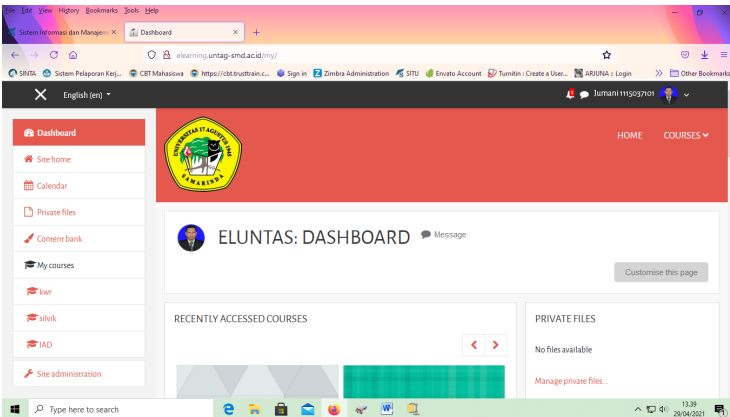 File Edit View History Bookmarks Tools Help
Sistem Informasi dan Manajem
Dashboard
elearning.untag-smd.ac.id/my/
SINTA Sistem Pelaporan Kerj... CBT Mahasiswa https://cbt.trusttrain.c... Sign in Zimbra Administration SITU Envato Account Turnitin : Create a User... ARJUNA :: Login Other Bookmarks
English (en)
Jumani 1115037101
Dashboard
Site home
Calendar
Private files
Content bank
My courses
kwr
silvik
IAD
Site administration
UNIVERSITAS 17 AGUSTUS 1945
SAMARINDA
HOME COURSES
ELUNTAS: DASHBOARD Message
Customise this page
RECENTLY ACCESSED COURSES
PRIVATE FILES
No files available
Manage private files...
Type here to search
13.39
29/04/2021